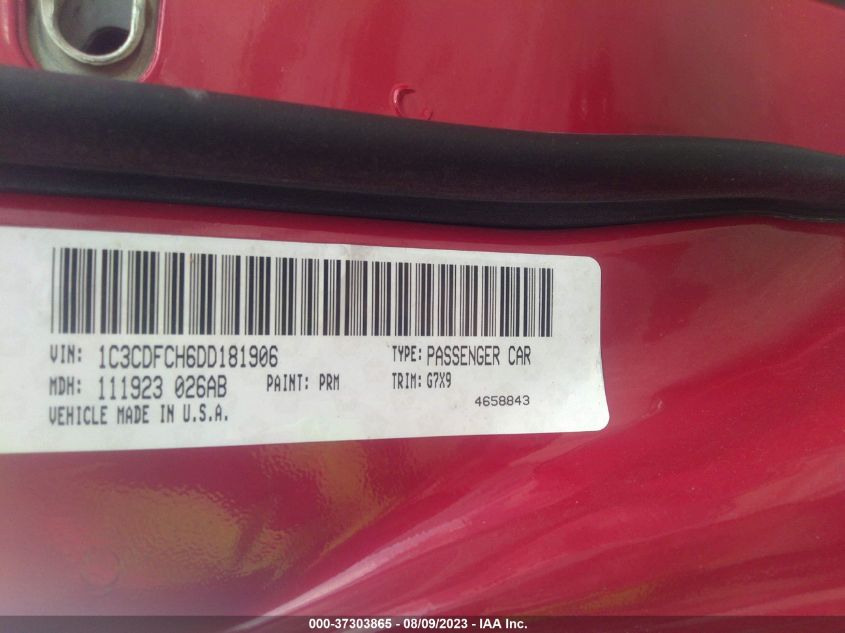 VIN: 1C3CDFCH6DD181906 TYPE: PASSENGER CAR
MDH: 111923 026AB PAINT: PRM TRIM: G7X9
VEHICLE MADE IN U.S.A. 4658843
000-37303865 - 08/09/2023 - IAA Inc.